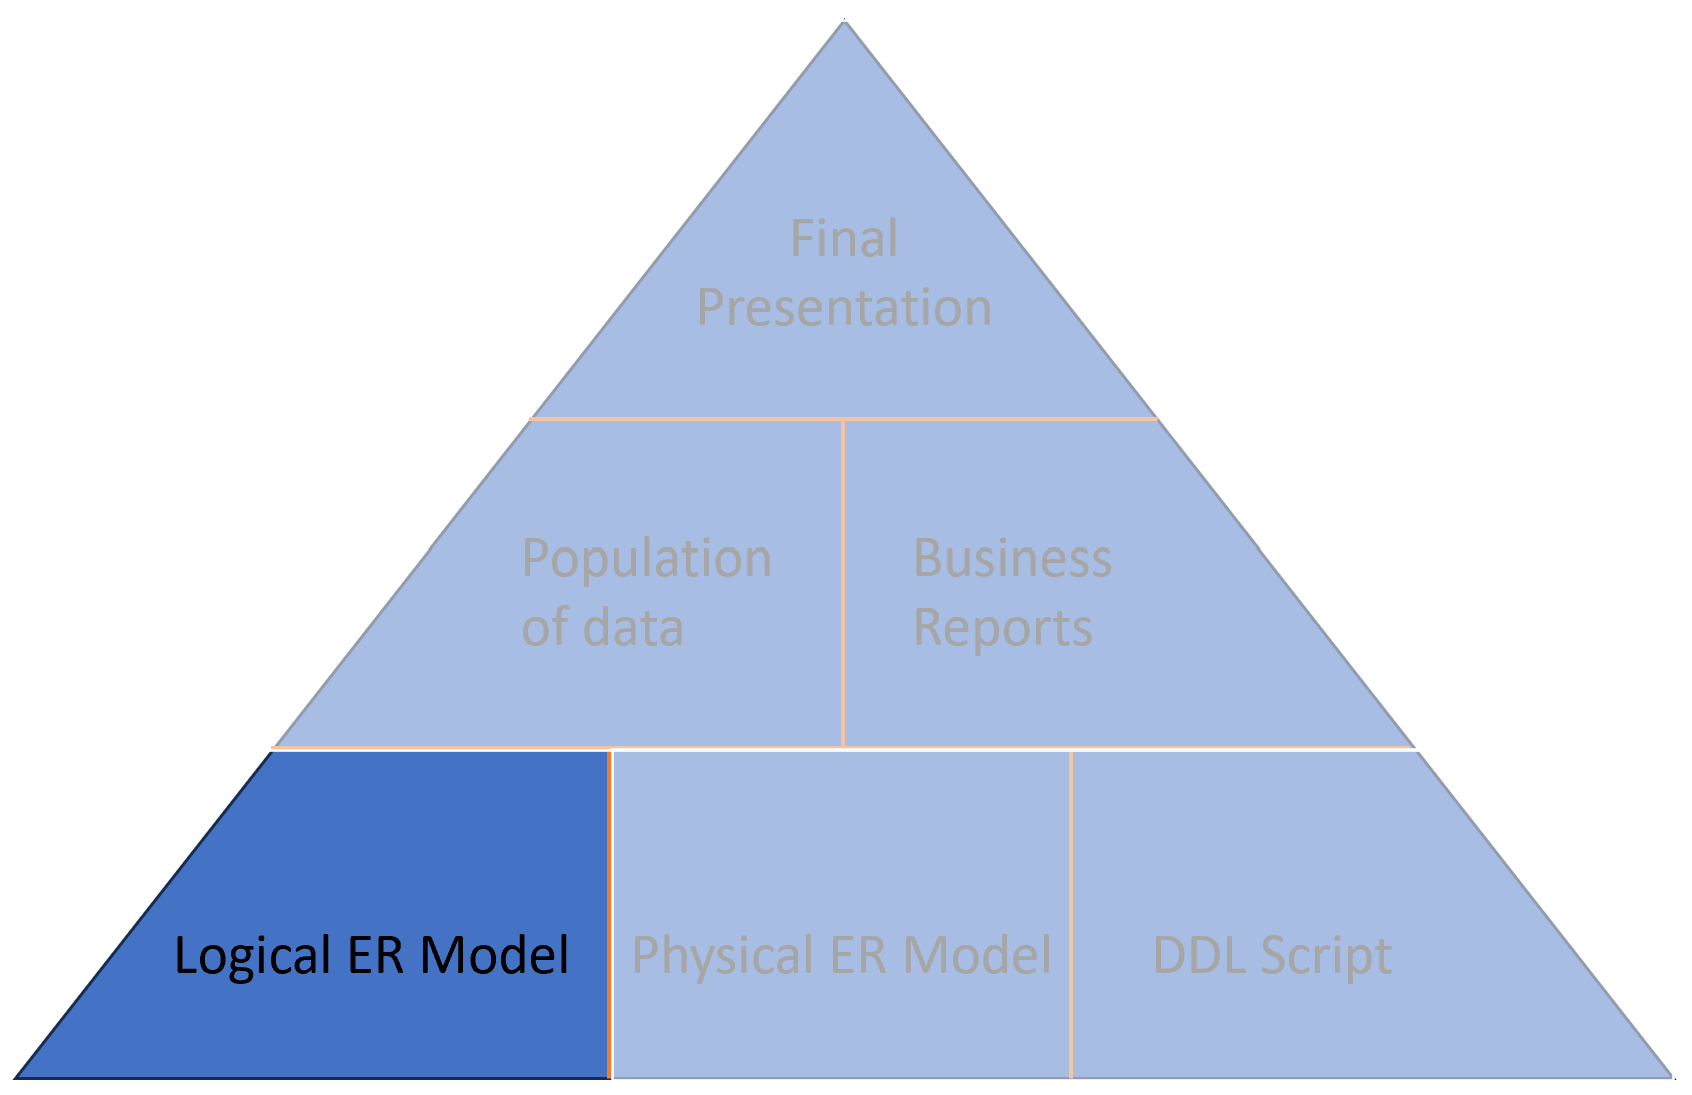 Final
Presentation
Population
of data
Business
Reports
Logical ER Model
Physical ER Model
DDL Script